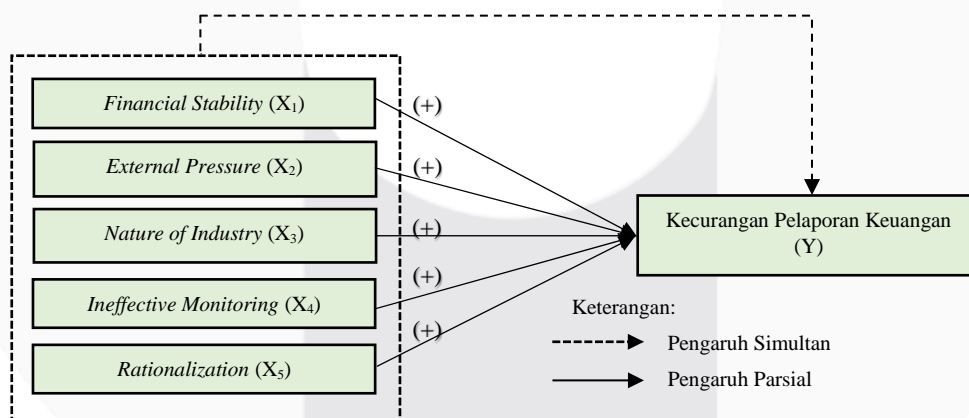 Financial Stability (X₁)
(+)
External Pressure (X₂)
(+)
Nature of Industry (X₃)
(+)
Ineffective Monitoring (X₄)
(+)
Rationalization (X₅)
(+)
Kecurangan Pelaporan Keuangan
(Y)
Keterangan:
Pengaruh Simultan
Pengaruh Parsial